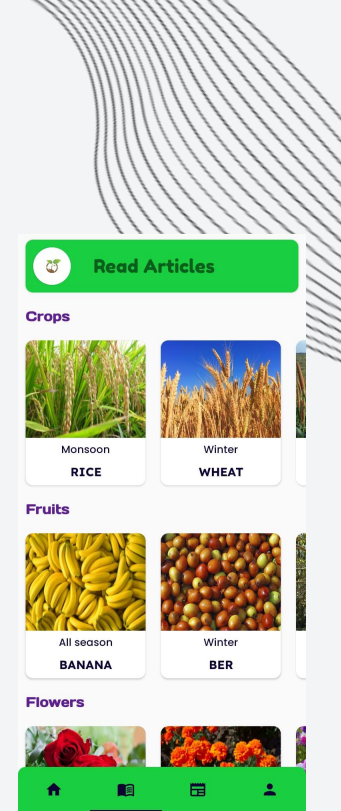 Read Articles
Crops
Monsoon
RICE
Winter
WHEAT
Fruits
All season
BANANA
Winter
BER
Flowers